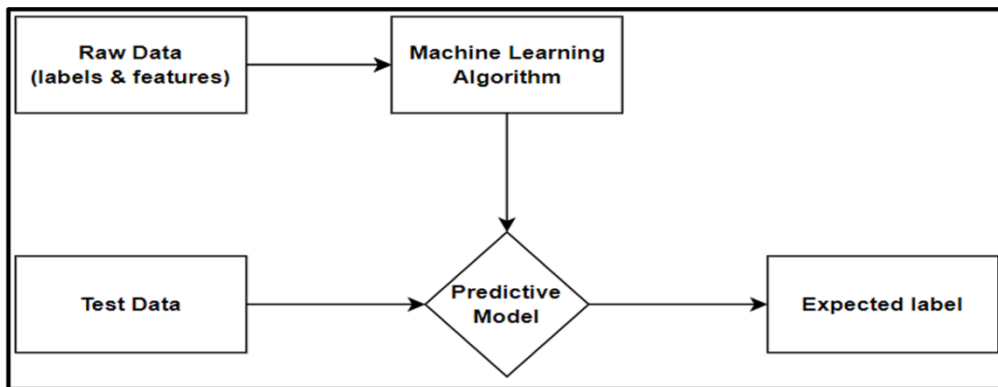 Raw Data
(labels & features)
Machine Learning
Algorithm
Test Data
Predictive
Model
Expected label